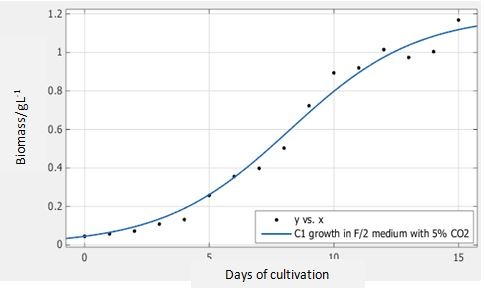 1.2
1
0.8
0.6
0.4
0.2
0
Biomass/gL⁻¹
0
5
10
15
y vs. x
C1 growth in F/2 medium with 5% CO2
Days of cultivation